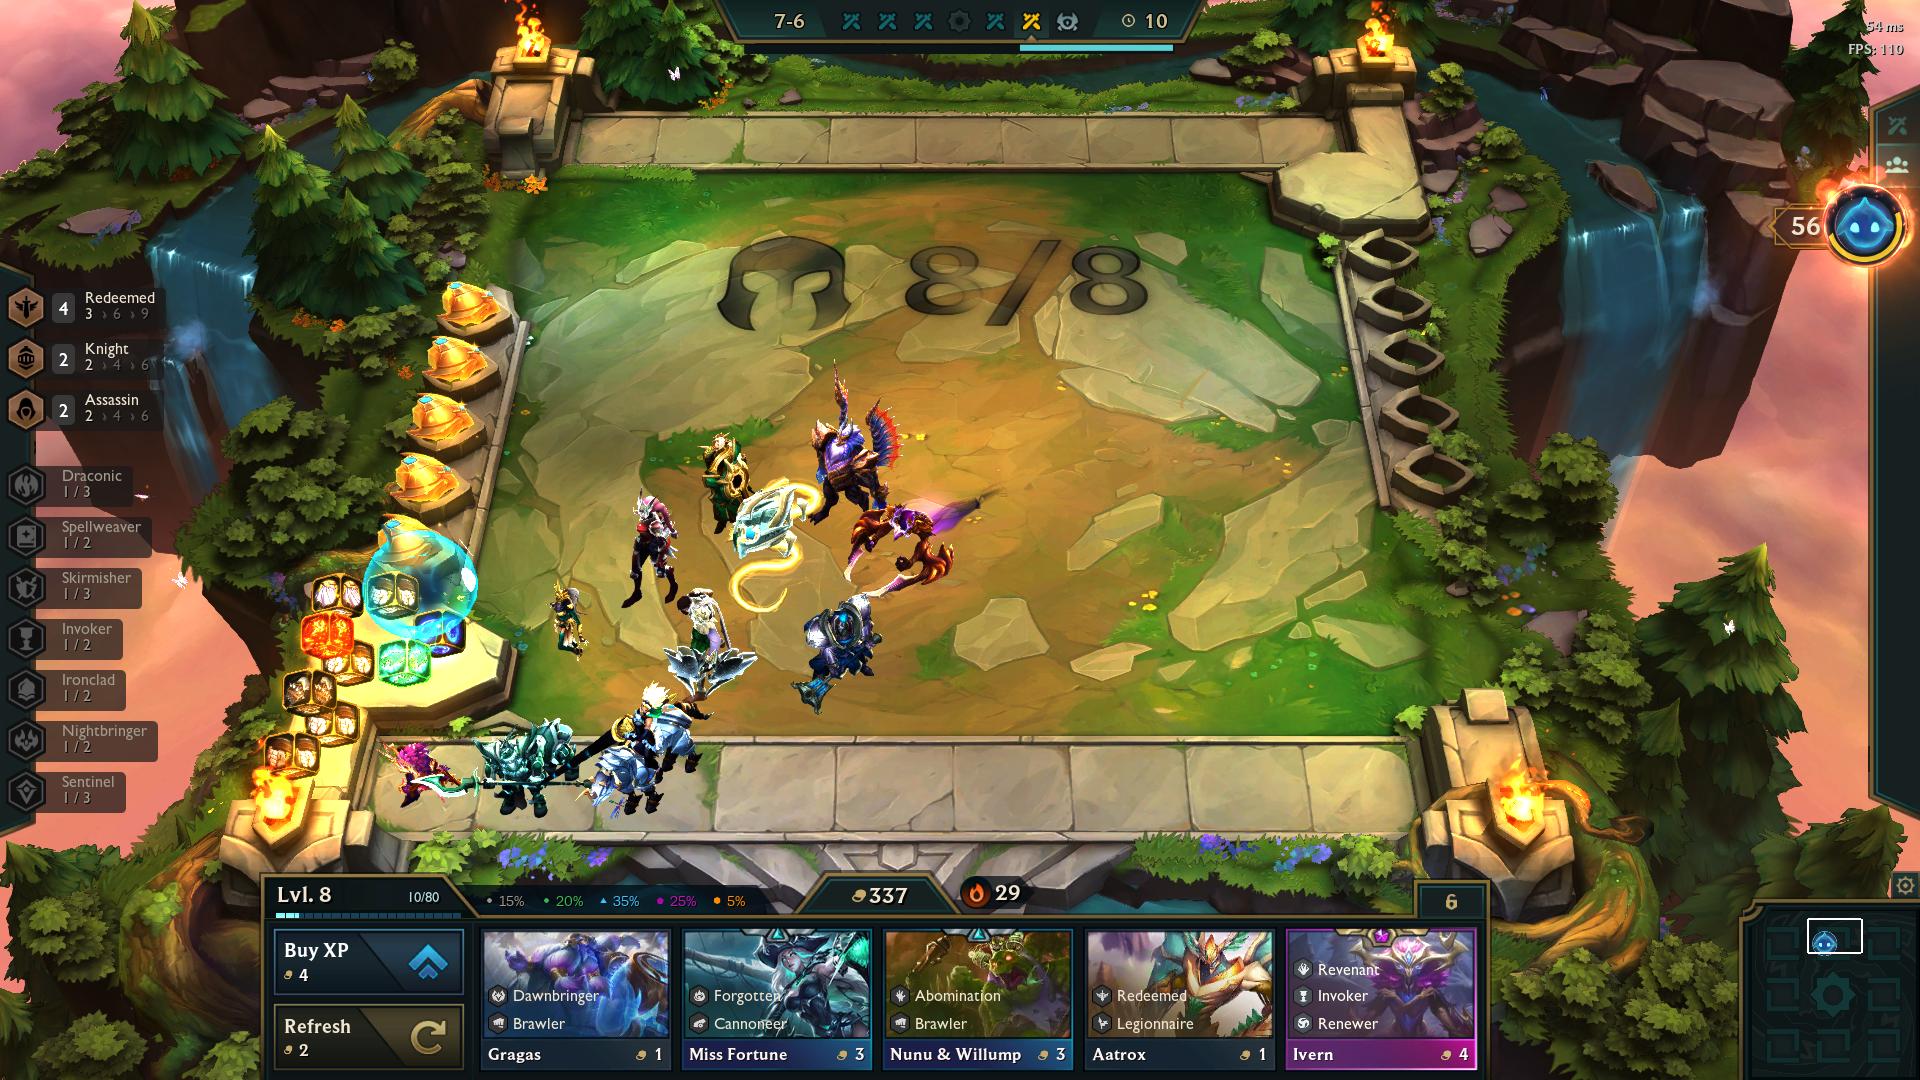 7-6
10
54 ms
FPS: 110
56
8/8
4
Redeemed
3 › 6 › 9
2
Knight
2 › 4 › 6
2
Assassin
2 › 4 › 6
Draconic
1 / 3
Spellweaver
1 / 2
Skirmisher
1 / 3
Invoker
1 / 2
Ironclad
1 / 2
Nightbringer
1 / 2
Sentinel
1 / 3
Lvl. 8
10/80
15%
20%
35%
25%
5%
337
29
6
Buy XP
4
Refresh
2
Dawnbringer
Brawler
Gragas
1
Forgotten
Cannoneer
Miss Fortune
3
Abomination
Brawler
Nunu & Willump
3
Redeemed
Legionnaire
Aatrox
1
Revenant
Invoker
Renewer
Ivern
4